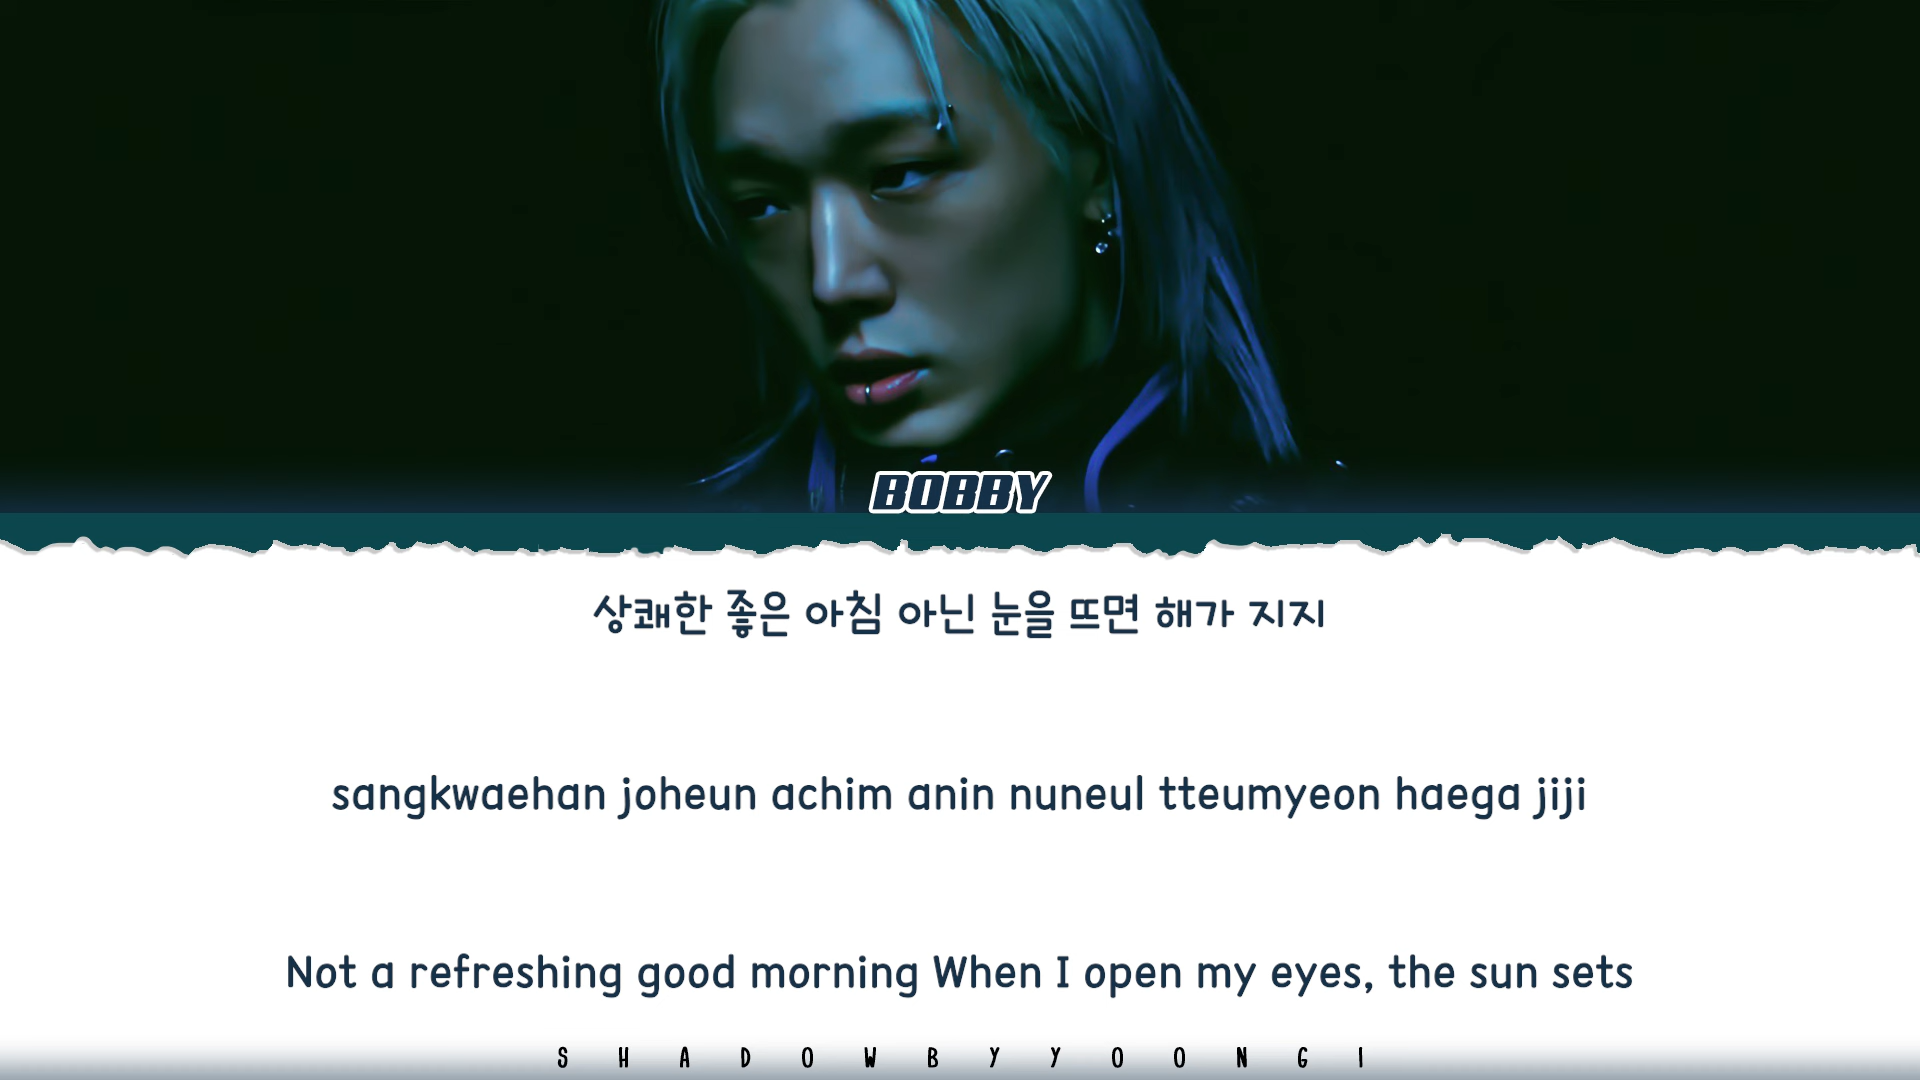 BOBBY
상쾌한 좋은 아침 아닌 눈을 뜨면 해가 지지
sangkwaehan joheun achim anin nuneul tteumyeon haega jiji
Not a refreshing good morning When I open my eyes, the sun sets
SHADOWBYYOONGI